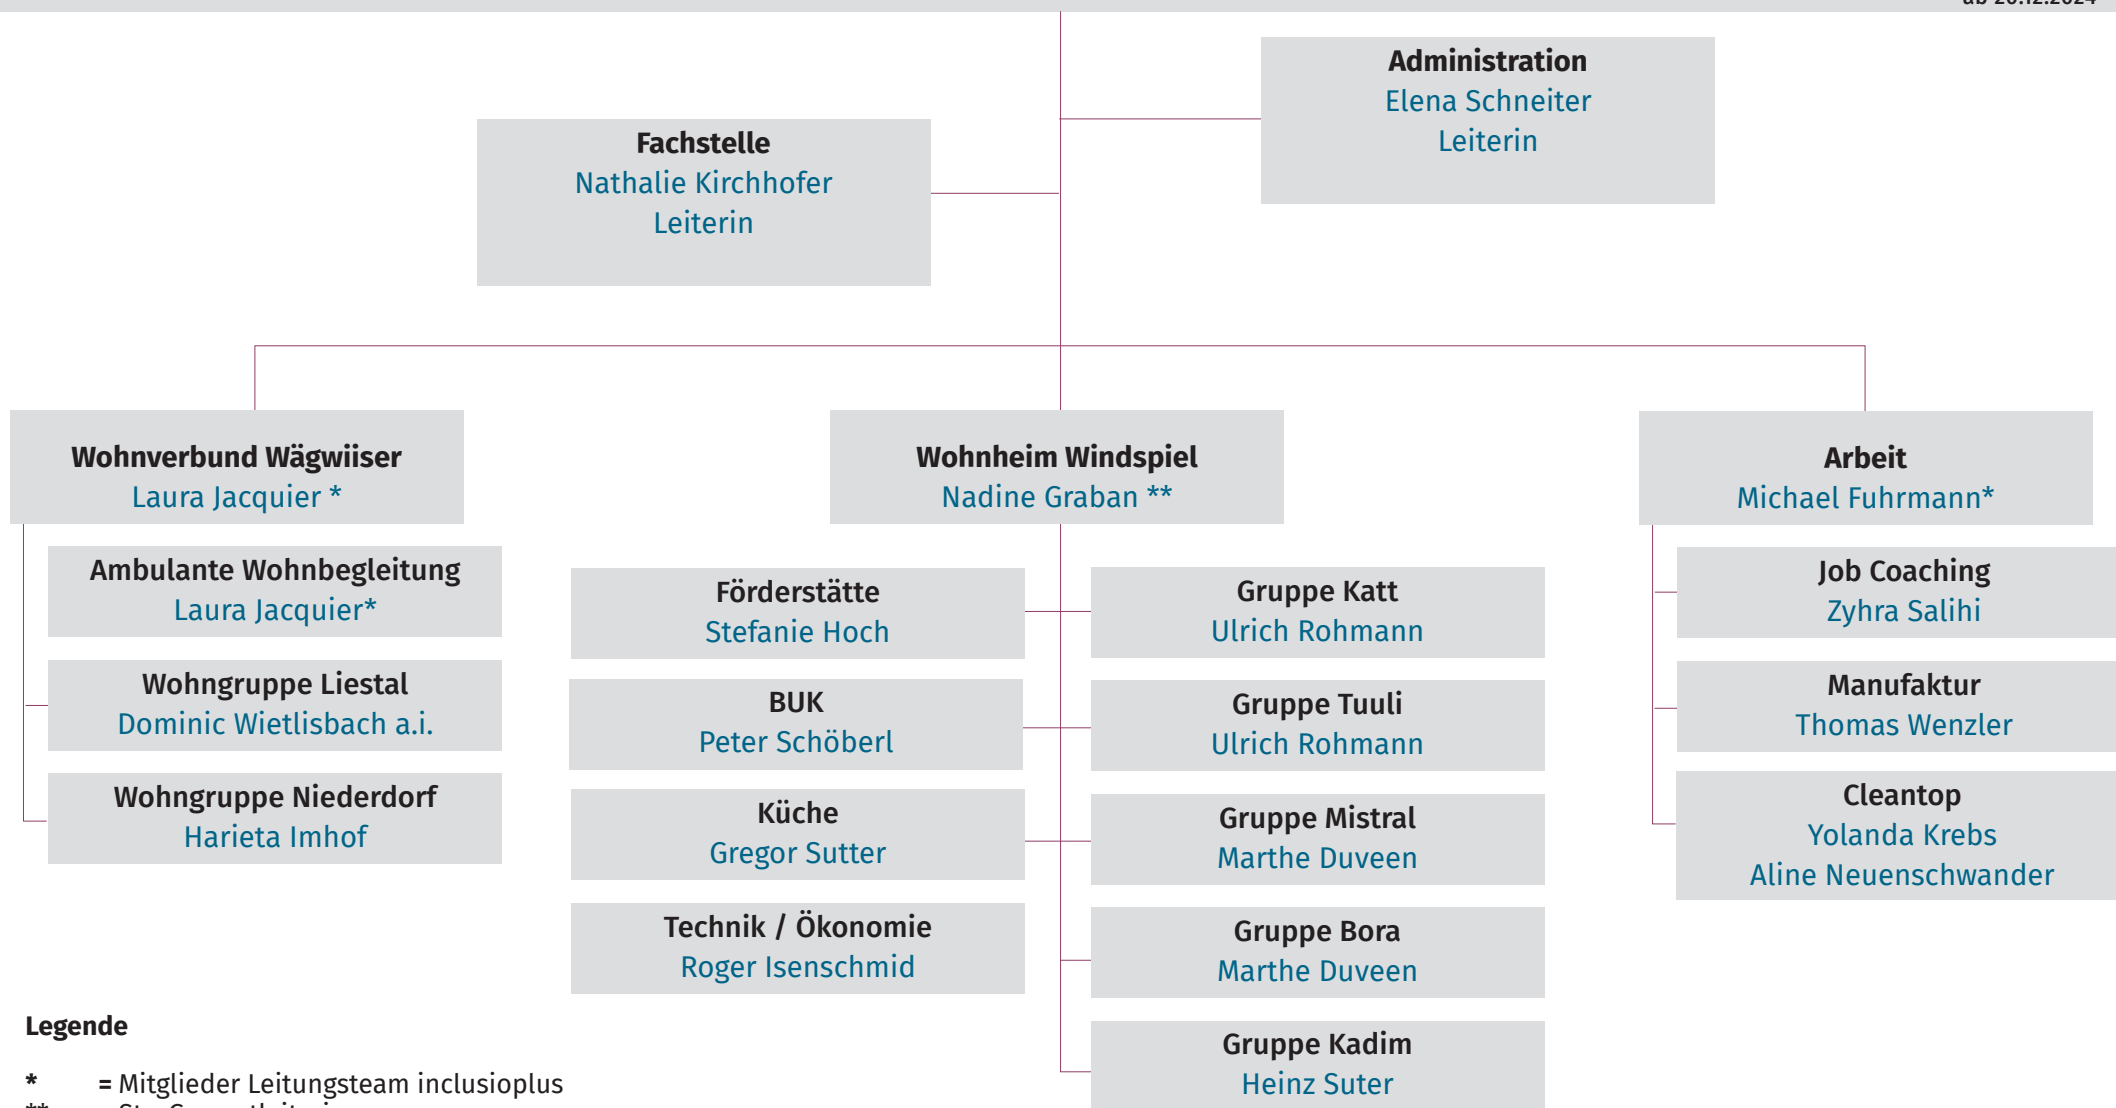 Administration
Elena Schneiter
Leiterin
Fachstelle
Nathalie Kirchhofer
Leiterin
Wohnverbund Wägwiiser
Laura Jacquier *
Ambulante Wohnbegleitung
Laura Jacquier*
Wohngruppe Liestal
Dominic Wietlisbach a.i.
Wohngruppe Niederdorf
Harieta Imhof
Wohnheim Windspiel
Nadine Graban **
Förderstätte
Stefanie Hoch
BUK
Peter Schöberl
Küche
Gregor Sutter
Technik / Ökonomie
Roger Isenschmid
Gruppe Katt
Ulrich Rohmann
Gruppe Tuuli
Ulrich Rohmann
Gruppe Mistral
Marthe Duveen
Gruppe Bora
Marthe Duveen
Gruppe Kadim
Heinz Suter
Arbeit
Michael Fuhrmann*
Job Coaching
Zyhra Salihi
Manufaktur
Thomas Wenzler
Cleantop
Yolanda Krebs
Aline Neuenschwander
Legende
* = Mitglieder Leitungsteam inclusioplus